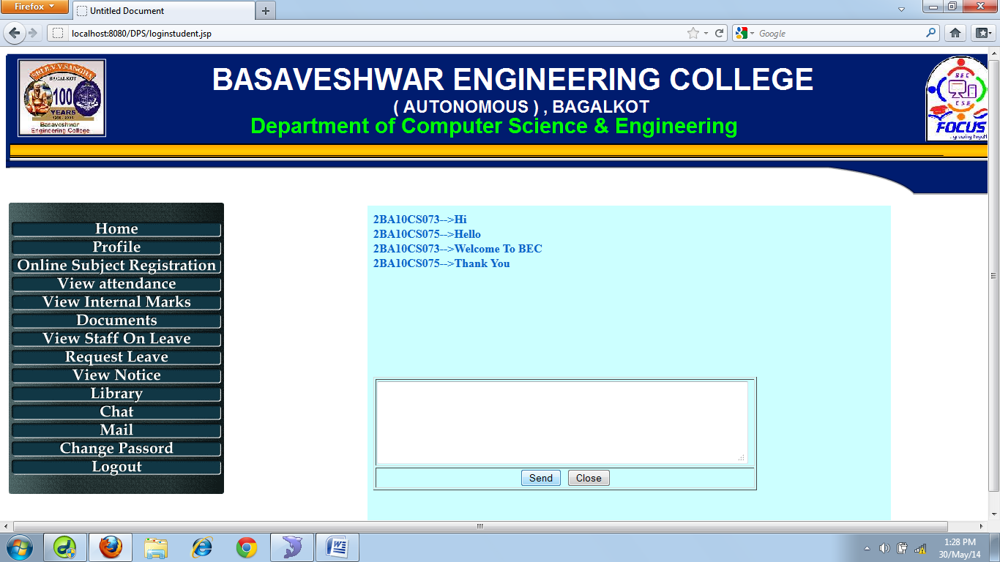 Firefox
Untitled Document
localhost:8080/DPS/loginstudent.jsp
Google
SRI B.V.V.SANGHA
BAGALKOT
100
YEARS
Basaveshwar
Engineering College
BASAVESHWAR ENGINEERING COLLEGE
( AUTONOMOUS ) , BAGALKOT
Department of Computer Science & Engineering
BEC
CSE
FOCUS
Home
Profile
Online Subject Registration
View attendance
View Internal Marks
Documents
View Staff On Leave
Request Leave
View Notice
Library
Chat
Mail
Change Passord
Logout
2BA10CS073-->Hi
2BA10CS075-->Hello
2BA10CS073-->Welcome To BEC
2BA10CS075-->Thank You
Send Close
1:28 PM
30/May/14